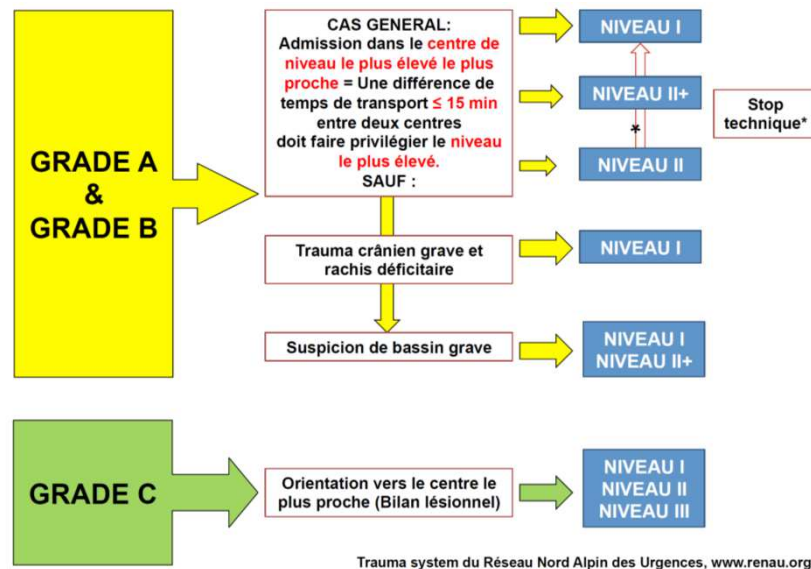 CAS GENERAL:
Admission dans le centre de
niveau le plus élevé le plus
proche = Une différence de
temps de transport ≤ 15 min
entre deux centres
doit faire privilégier le niveau
le plus élevé.
SAUF :
NIVEAU I
NIVEAU II+
*
NIVEAU II
Stop
technique*
GRADE A
&
GRADE B
Trauma crânien grave et
rachis déficitaire
NIVEAU I
Suspicion de bassin grave
NIVEAU I
NIVEAU II+
GRADE C
Orientation vers le centre le
plus proche (Bilan lésionnel)
NIVEAU I
NIVEAU II
NIVEAU III
Trauma system du Réseau Nord Alpin des Urgences, www.renau.org